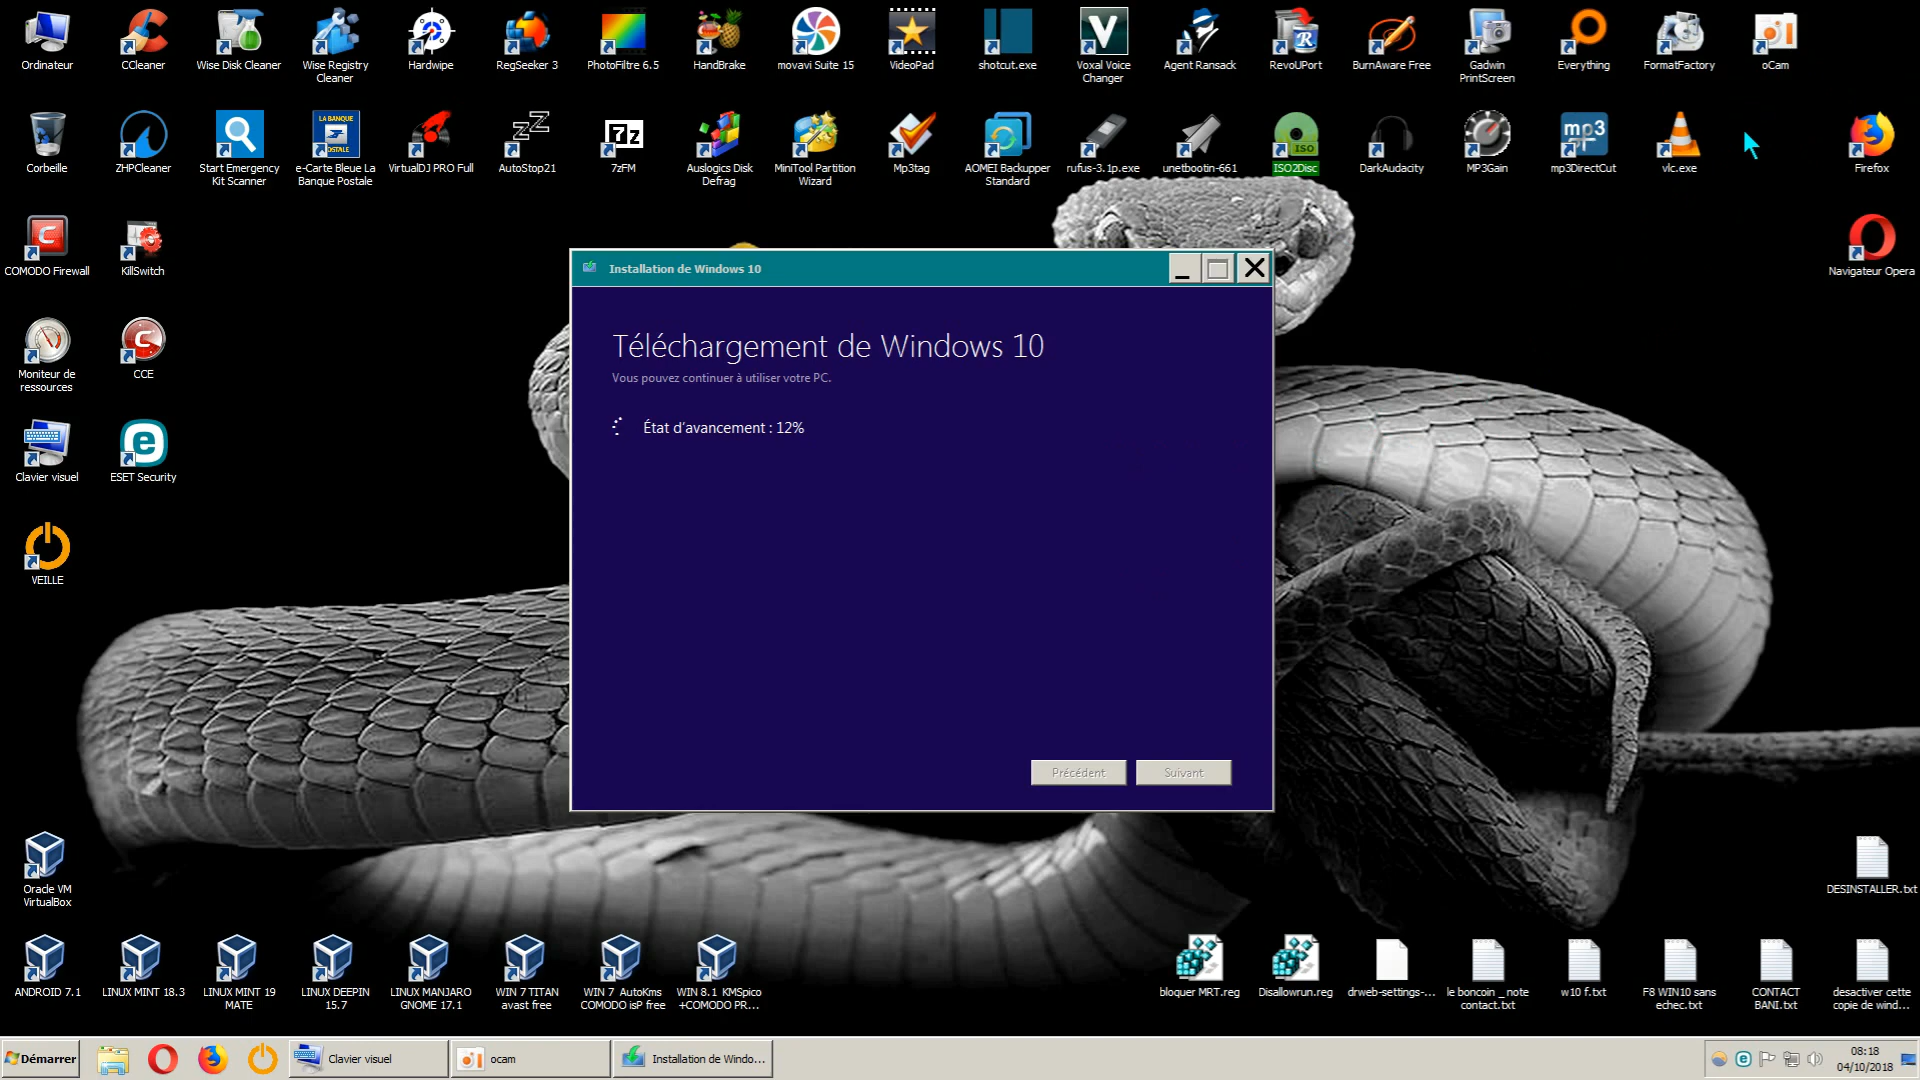 Ordinateur
CCleaner
Wise Disk Cleaner
Wise Registry
Cleaner
Hardwipe
RegSeeker 3
PhotoFiltre 6.5
HandBrake
movavi Suite 15
VideoPad
shotcut.exe
V
Voxal Voice
Changer
Agent Ransack
R
RevoUPort
BurnAware Free
Gadwin
PrintScreen
Everything
FormatFactory
oCam
Corbeille
ZHPCleaner
Start Emergency
Kit Scanner
LA BANQUE
POSTALE
e-Carte Bleue La
Banque Postale
VirtualDJ PRO Full
AutoStop21
7z
7zFM
Auslogics Disk
Defrag
MiniTool Partition
Wizard
Mp3tag
AOMEI Backupper
Standard
rufus-3.1p.exe
unetbootin-661
ISO
ISO2Disc
DarkAudacity
MP3Gain
mp3
mp3DirectCut
vlc.exe
Firefox
COMODO Firewall
KillSwitch
Navigateur Opera
Moniteur de
ressources
CCE
Clavier visuel
ESET Security
VEILLE
Installation de Windows 10
Téléchargement de Windows 10
Vous pouvez continuer à utiliser votre PC.
État d'avancement : 12%
Précédent
Suivant
Oracle VM
VirtualBox
DESINSTALLER.txt
ANDROID 7.1
LINUX MINT 18.3
LINUX MINT 19
MATE
LINUX DEEPIN
15.7
LINUX MANJARO
GNOME 17.1
WIN 7 TITAN
avast free
WIN 7 AutoKms
COMODO isP free
WIN 8.1 KMSpico
+COMODO PR...
bloquer MRT.reg
Disallowrun.reg
drweb-settings-...
le boncoin _ note
contact.txt
w10 f.txt
F8 WIN10 sans
echec.txt
CONTACT
BANI.txt
desactiver cette
copie de wind...
Démarrer
Clavier visuel
ocam
Installation de Windo...
08:18
04/10/2018